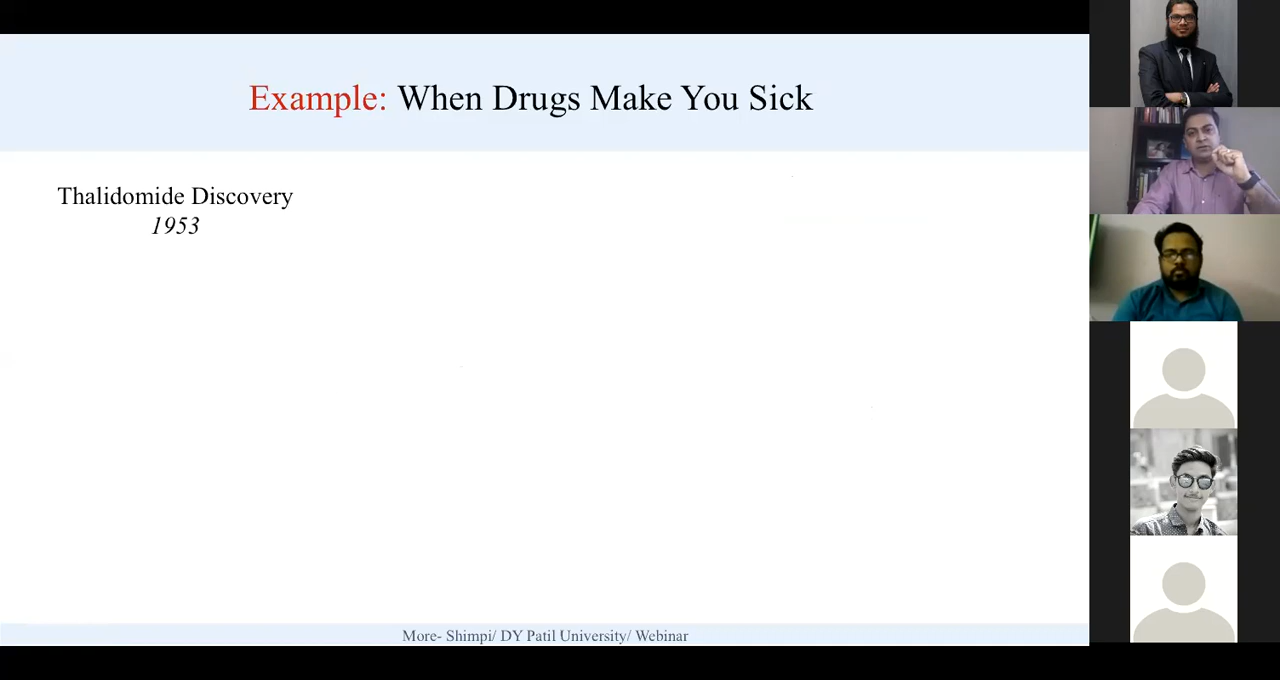 Example: When Drugs Make You Sick
Thalidomide Discovery
1953
More- Shimpi/ DY Patil University/ Webinar